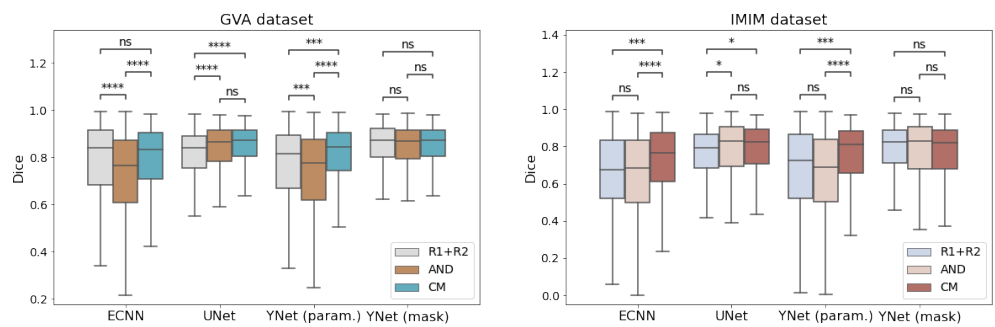 GVA dataset
Dice
1.2
1.0
0.8
0.6
0.4
0.2
ns
****
****
****
****
ns
***
****
***
ns
ns
ns
R1+R2
AND
CM
ECNN
UNet
YNet (param.)
YNet (mask)
IMIM dataset
Dice
1.4
1.2
1.0
0.8
0.6
0.4
0.2
0.0
***
****
ns
*
*
ns
***
****
ns
ns
ns
ns
R1+R2
AND
CM
ECNN
UNet
YNet (param.)
YNet (mask)